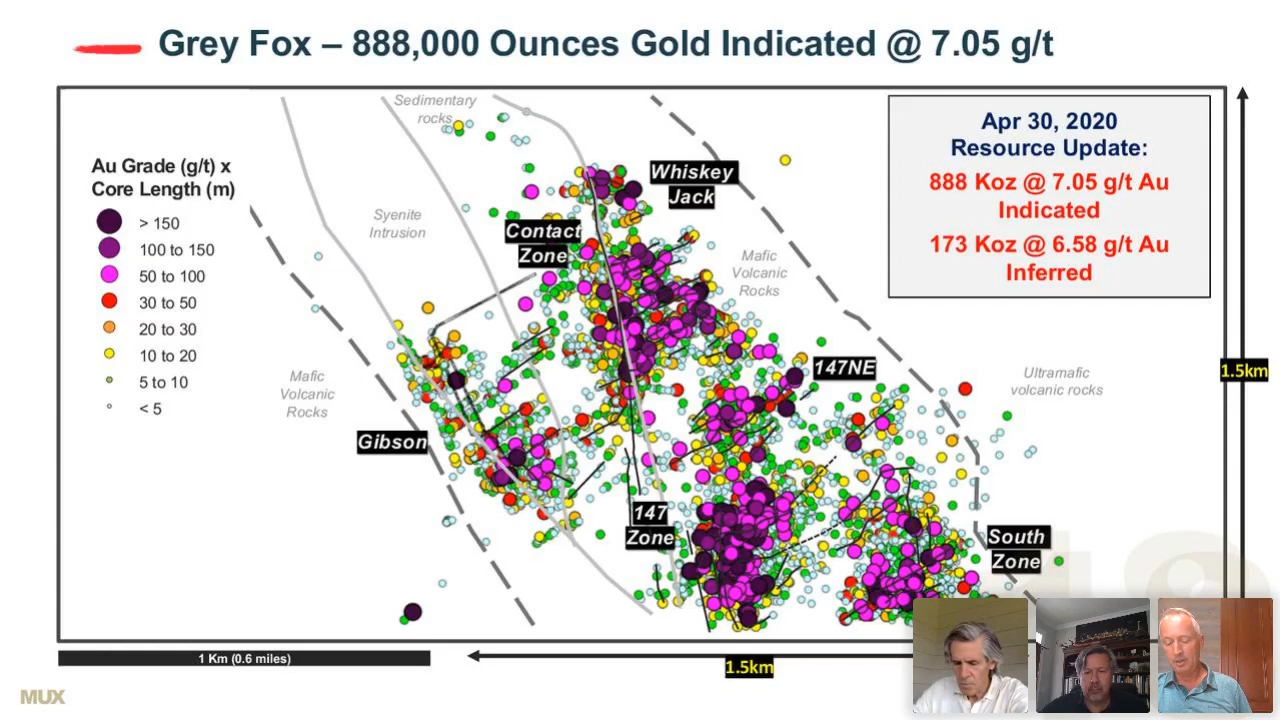 Grey Fox – 888,000 Ounces Gold Indicated @ 7.05 g/t
Sedimentary
rocks
Apr 30, 2020
Resource Update:
888 Koz @ 7.05 g/t Au
Indicated
173 Koz @ 6.58 g/t Au
Inferred
Au Grade (g/t) x
Core Length (m)
> 150
100 to 150
50 to 100
30 to 50
20 to 30
10 to 20
5 to 10
< 5
Whiskey
Jack
Syenite
Intrusion
Contact
Zone
Mafic
Volcanic
Rocks
147NE
Ultramafic
volcanic rocks
1.5km
Mafic
Volcanic
Rocks
Gibson
147
Zone
South
Zone
1 Km (0.6 miles)
1.5km
MUX